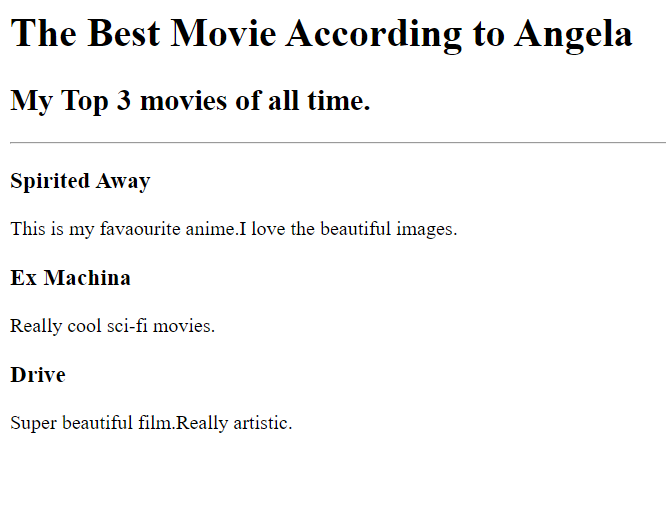 The Best Movie According to Angela
My Top 3 movies of all time.
Spirited Away
This is my favaourite anime.I love the beautiful images.
Ex Machina
Really cool sci-fi movies.
Drive
Super beautiful film.Really artistic.